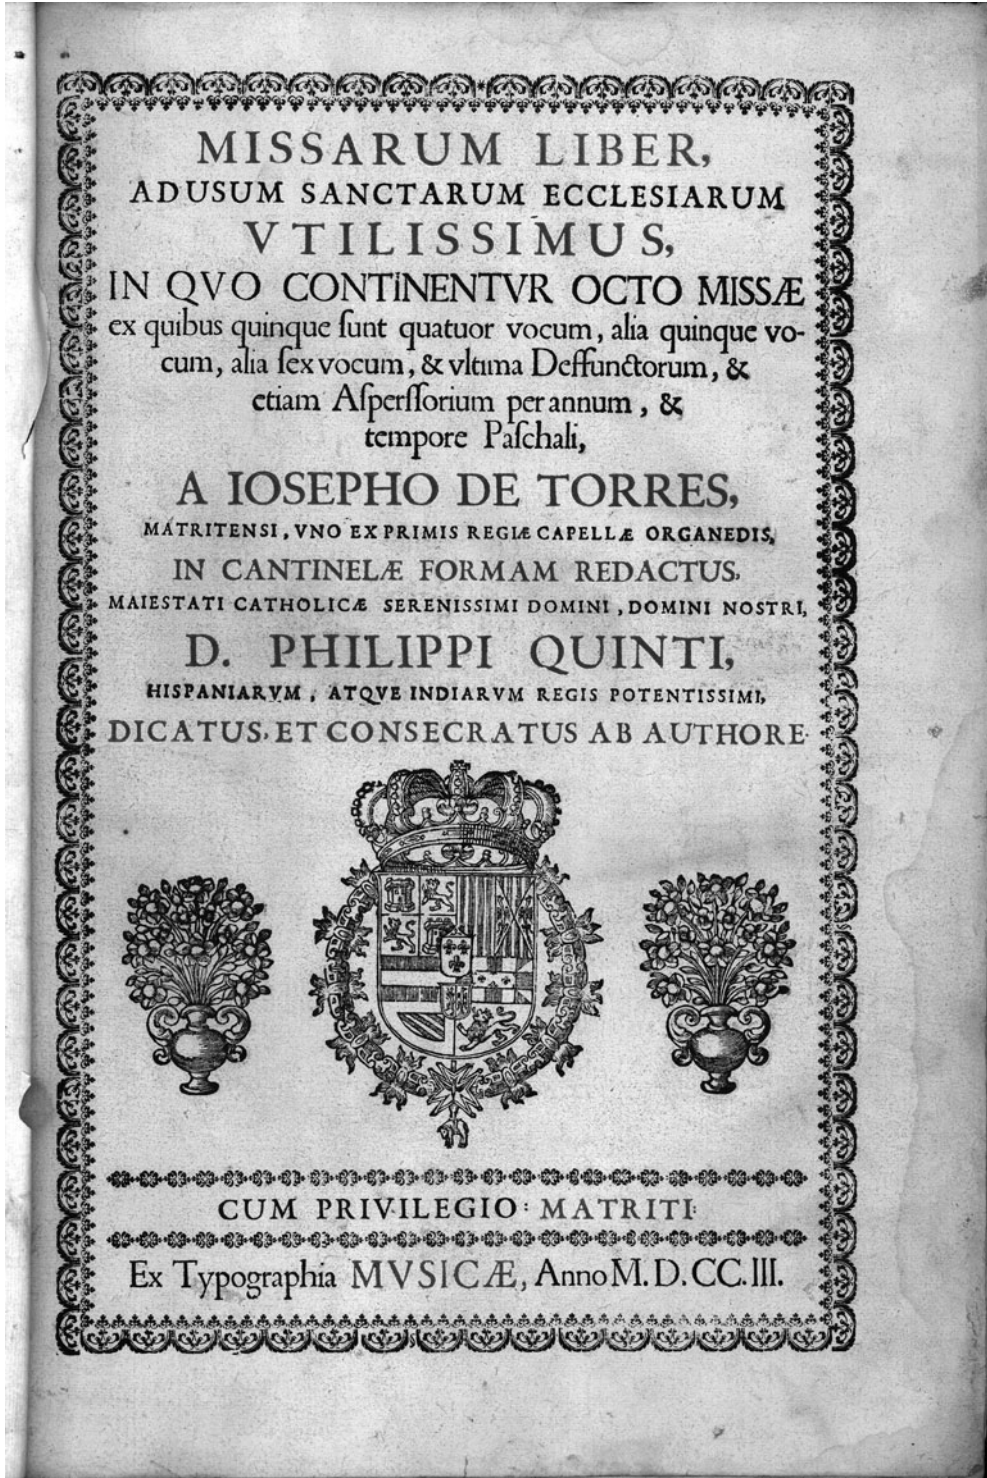 MISSARUM LIBER,
AD USUM SANCTARUM ECCLESIARUM
VTILISSIMUS,
IN QVO CONTINENTVR OCTO MISSÆ
ex quibus quinque ſunt quatuor vocum, alia quinque vo-
cum, alia ſex vocum, & vltima Deffunctorum, &
etiam Aſperſſorium per annum, &
tempore Paſchali,
A IOSEPHO DE TORRES,
MATRITENSI, VNO EX PRIMIS REGIÆ CAPELLÆ ORGANEDIS,
IN CANTINELÆ FORMAM REDACTUS,
MAIESTATI CATHOLICÆ SERENISSIMI DOMINI, DOMINI NOSTRI,
D. PHILIPPI QUINTI,
HISPANIARVM, ATQVE INDIARVM REGIS POTENTISSIMI,
DICATUS, ET CONSECRATUS AB AUTHORE.
CUM PRIVILEGIO: MATRITI:
Ex Typographia MVSICÆ, Anno M.D.CC.III.